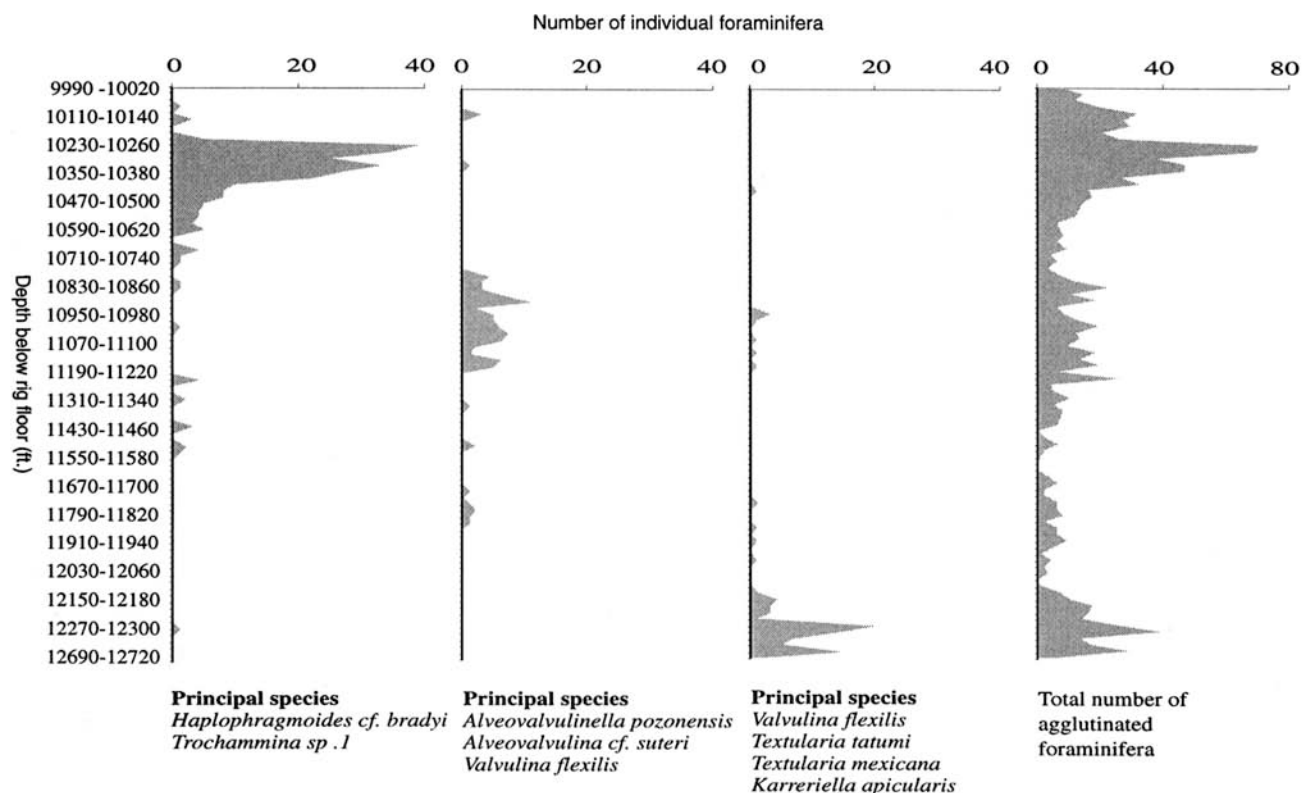 Number of individual foraminifera
0 20 40
0 20 40
0 20 40
0 40 80
Depth below rig floor (ft.)
9990 -10020
10110-10140
10230-10260
10350-10380
10470-10500
10590-10620
10710-10740
10830-10860
10950-10980
11070-11100
11190-11220
11310-11340
11430-11460
11550-11580
11670-11700
11790-11820
11910-11940
12030-12060
12150-12180
12270-12300
12690-12720
Principal species
Haplophragmoides cf. bradyi
Trochammina sp .1
Principal species
Alveovalvulinella pozonensis
Alveovalvulina cf. suteri
Valvulina flexilis
Principal species
Valvulina flexilis
Textularia tatumi
Textularia mexicana
Karreriella apicularis
Total number of
agglutinated
foraminifera